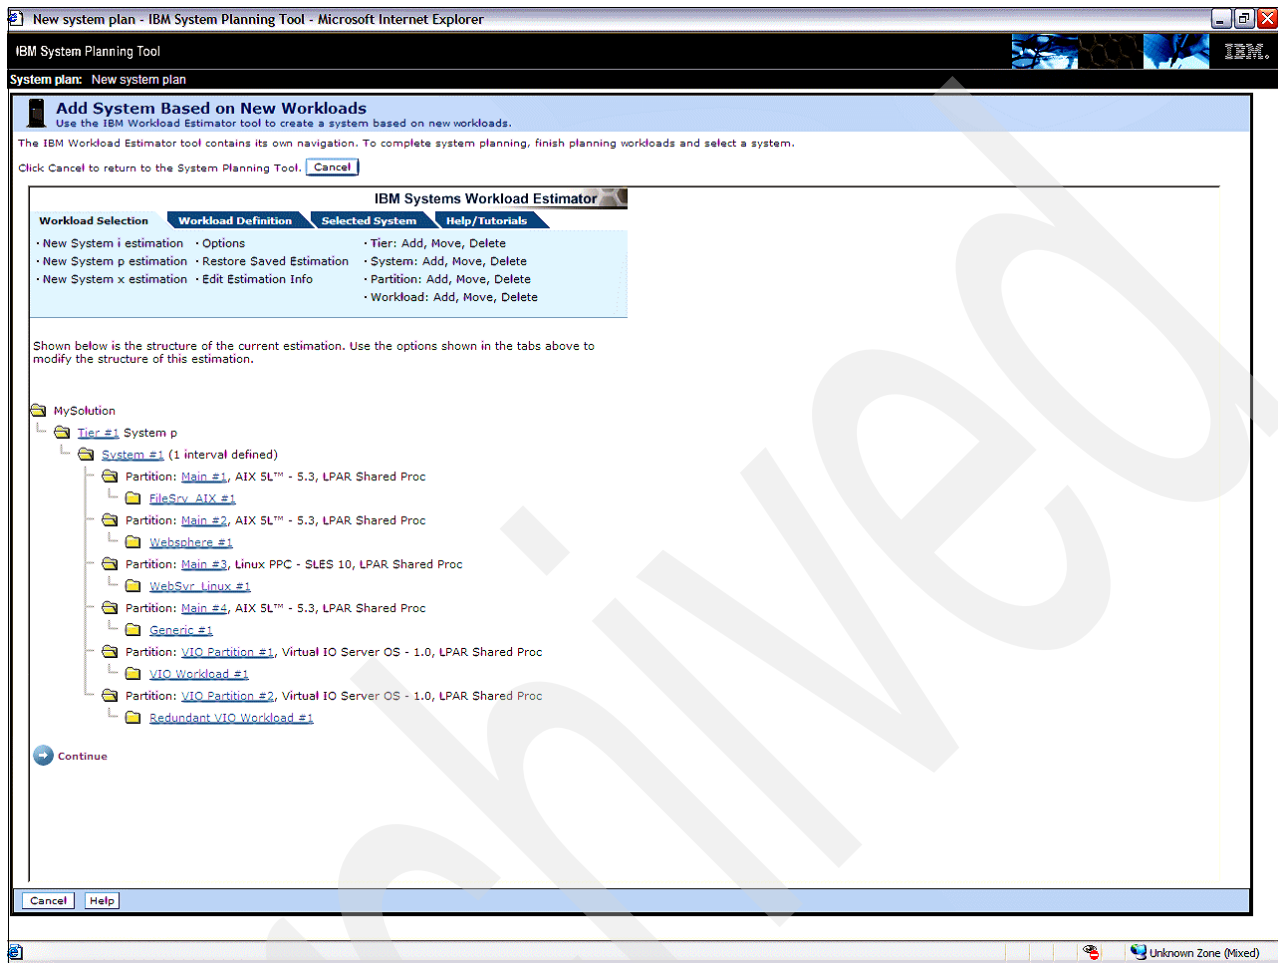 New system plan - IBM System Planning Tool - Microsoft Internet Explorer
IBM System Planning Tool
IBM.
System plan: New system plan
Add System Based on New Workloads
Use the IBM Workload Estimator tool to create a system based on new workloads.
The IBM Workload Estimator tool contains its own navigation. To complete system planning, finish planning workloads and select a system.
Click Cancel to return to the System Planning Tool. Cancel
IBM Systems Workload Estimator
Workload Selection Workload Definition Selected System Help/Tutorials
· New System i estimation · Options · Tier: Add, Move, Delete
· New System p estimation · Restore Saved Estimation · System: Add, Move, Delete
· New System x estimation · Edit Estimation Info · Partition: Add, Move, Delete
· Workload: Add, Move, Delete
Shown below is the structure of the current estimation. Use the options shown in the tabs above to
modify the structure of this estimation.
MySolution
Tier #1 System p
System #1 (1 interval defined)
Partition: Main #1, AIX 5L™ - 5.3, LPAR Shared Proc
FileSrv_AIX #1
Partition: Main #2, AIX 5L™ - 5.3, LPAR Shared Proc
Websphere #1
Partition: Main #3, Linux PPC - SLES 10, LPAR Shared Proc
WebSvr_Linux #1
Partition: Main #4, AIX 5L™ - 5.3, LPAR Shared Proc
Generic #1
Partition: VIO Partition #1, Virtual IO Server OS - 1.0, LPAR Shared Proc
VIO Workload #1
Partition: VIO Partition #2, Virtual IO Server OS - 1.0, LPAR Shared Proc
Redundant VIO Workload #1
Continue
Cancel Help
Unknown Zone (Mixed)
chived